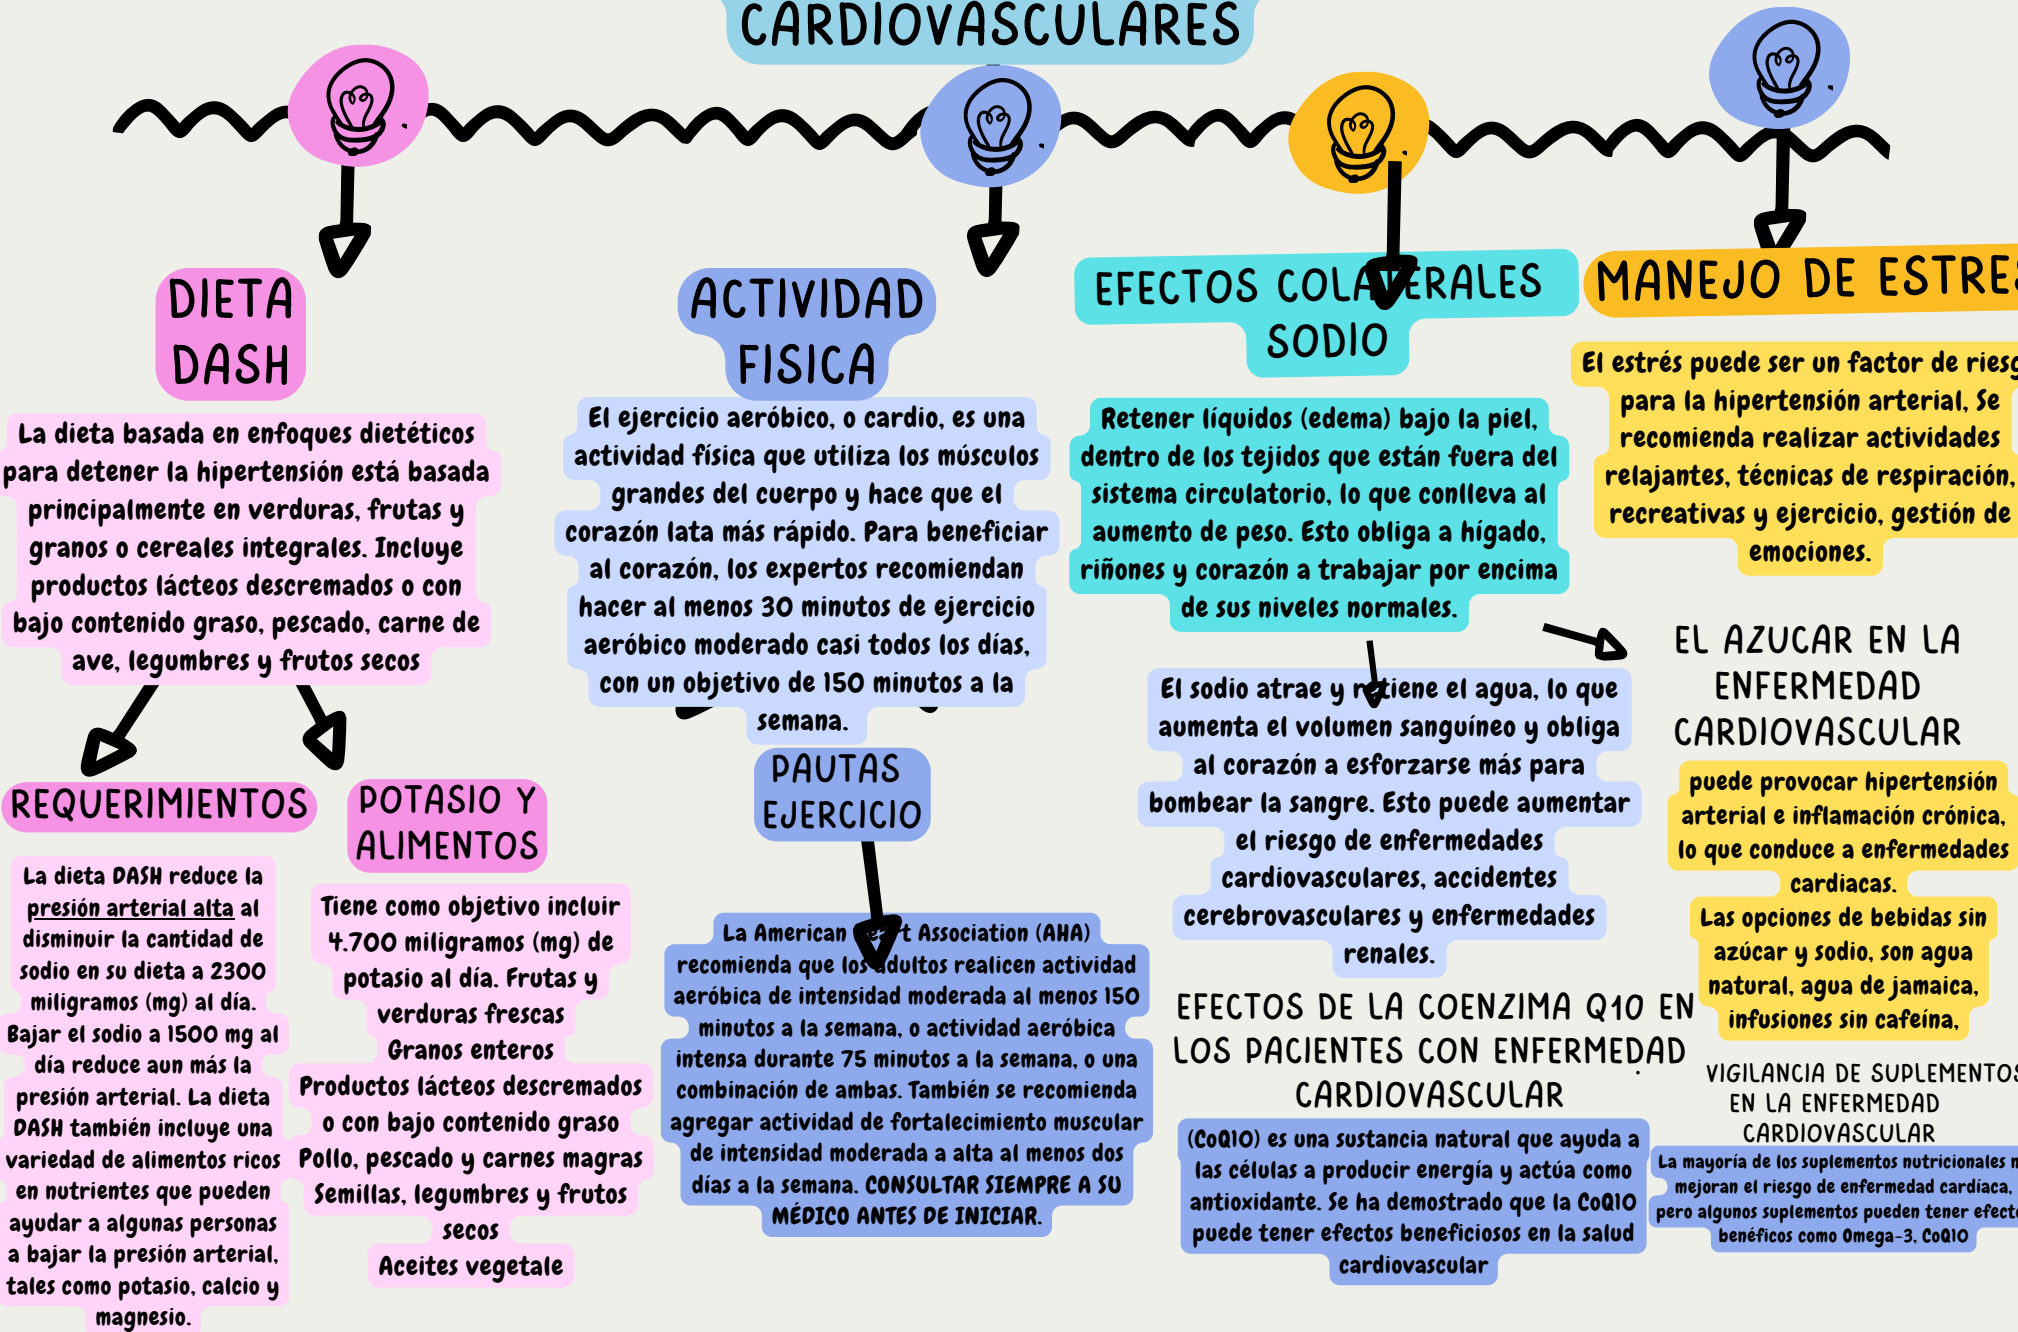 CARDIOVASCULARES
DIETA
DASH
La dieta basada en enfoques dietéticos
para detener la hipertensión está basada
principalmente en verduras, frutas y
granos o cereales integrales. Incluye
productos lácteos descremados o con
bajo contenido graso, pescado, carne de
ave, legumbres y frutos secos
REQUERIMIENTOS
La dieta DASH reduce la
presión arterial alta al
disminuir la cantidad de
sodio en su dieta a 2300
miligramos (mg) al día.
Bajar el sodio a 1500 mg al
día reduce aun más la
presión arterial. La dieta
DASH también incluye una
variedad de alimentos ricos
en nutrientes que pueden
ayudar a algunas personas
a bajar la presión arterial,
tales como potasio, calcio y
magnesio.
POTASIO Y
ALIMENTOS
Tiene como objetivo incluir
4.700 miligramos (mg) de
potasio al día. Frutas y
verduras frescas
Granos enteros
Productos lácteos descremados
o con bajo contenido graso
Pollo, pescado y carnes magras
Semillas, legumbres y frutos
secos
Aceites vegetale
ACTIVIDAD
FISICA
El ejercicio aeróbico, o cardio, es una
actividad física que utiliza los músculos
grandes del cuerpo y hace que el
corazón lata más rápido. Para beneficiar
al corazón, los expertos recomiendan
hacer al menos 30 minutos de ejercicio
aeróbico moderado casi todos los días,
con un objetivo de 150 minutos a la
semana.
PAUTAS
EJERCICIO
La American Heart Association (AHA)
recomienda que los adultos realicen actividad
aeróbica de intensidad moderada al menos 150
minutos a la semana, o actividad aeróbica
intensa durante 75 minutos a la semana, o una
combinación de ambas. También se recomienda
agregar actividad de fortalecimiento muscular
de intensidad moderada a alta al menos dos
días a la semana. CONSULTAR SIEMPRE A SU
MÉDICO ANTES DE INICIAR.
EFECTOS COLATERALES
SODIO
Retener líquidos (edema) bajo la piel,
dentro de los tejidos que están fuera del
sistema circulatorio, lo que conlleva al
aumento de peso. Esto obliga a hígado,
riñones y corazón a trabajar por encima
de sus niveles normales.
El sodio atrae y retiene el agua, lo que
aumenta el volumen sanguíneo y obliga
al corazón a esforzarse más para
bombear la sangre. Esto puede aumentar
el riesgo de enfermedades
cardiovasculares, accidentes
cerebrovasculares y enfermedades
renales.
EFECTOS DE LA COENZIMA Q10 EN
LOS PACIENTES CON ENFERMEDAD
CARDIOVASCULAR
(CoQ10) es una sustancia natural que ayuda a
las células a producir energía y actúa como
antioxidante. Se ha demostrado que la CoQ10
puede tener efectos beneficiosos en la salud
cardiovascular
MANEJO DE ESTRES
El estrés puede ser un factor de riesg
para la hipertensión arterial, Se
recomienda realizar actividades
relajantes, técnicas de respiración,
recreativas y ejercicio, gestión de
emociones.
EL AZUCAR EN LA
ENFERMEDAD
CARDIOVASCULAR
puede provocar hipertensión
arterial e inflamación crónica,
lo que conduce a enfermedades
cardiacas.
Las opciones de bebidas sin
azúcar y sodio, son agua
natural, agua de jamaica,
infusiones sin cafeína,
VIGILANCIA DE SUPLEMENTOS
EN LA ENFERMEDAD
CARDIOVASCULAR
La mayoría de los suplementos nutricionales n
mejoran el riesgo de enfermedad cardíaca,
pero algunos suplementos pueden tener efect
benéficos como Omega-3, CoQ10